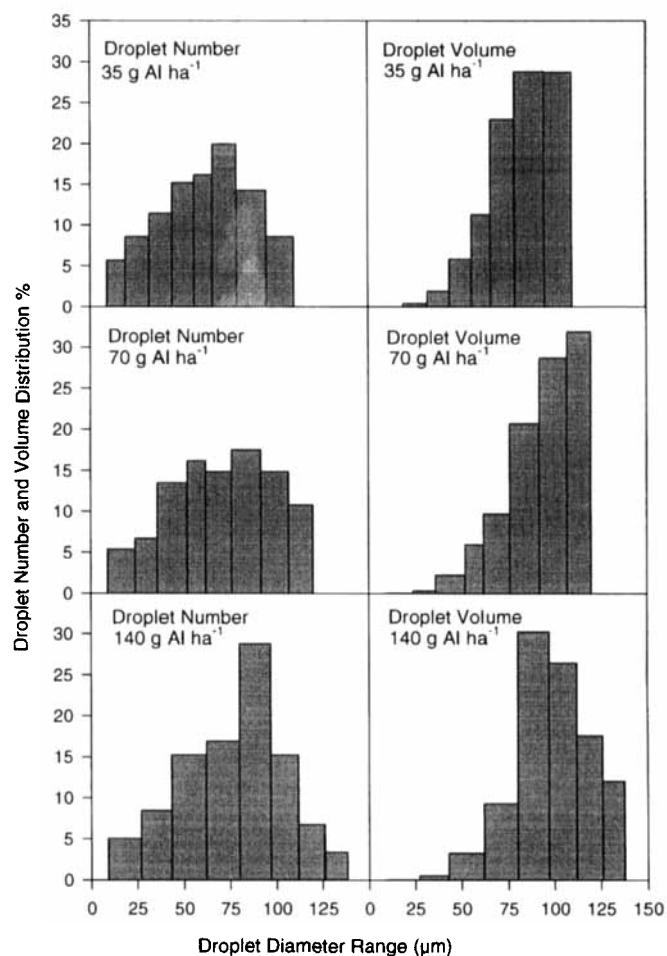 35
30
25
20
15
10
5
0
Droplet Number
35 g AI ha⁻¹
Droplet Volume
35 g AI ha⁻¹
30
25
20
15
10
5
0
Droplet Number
70 g AI ha⁻¹
Droplet Volume
70 g AI ha⁻¹
30
25
20
15
10
5
0
Droplet Number
140 g AI ha⁻¹
Droplet Volume
140 g AI ha⁻¹
0 25 50 75 100 125 25 50 75 100 125 150
Droplet Number and Volume Distribution %
Droplet Diameter Range (µm)